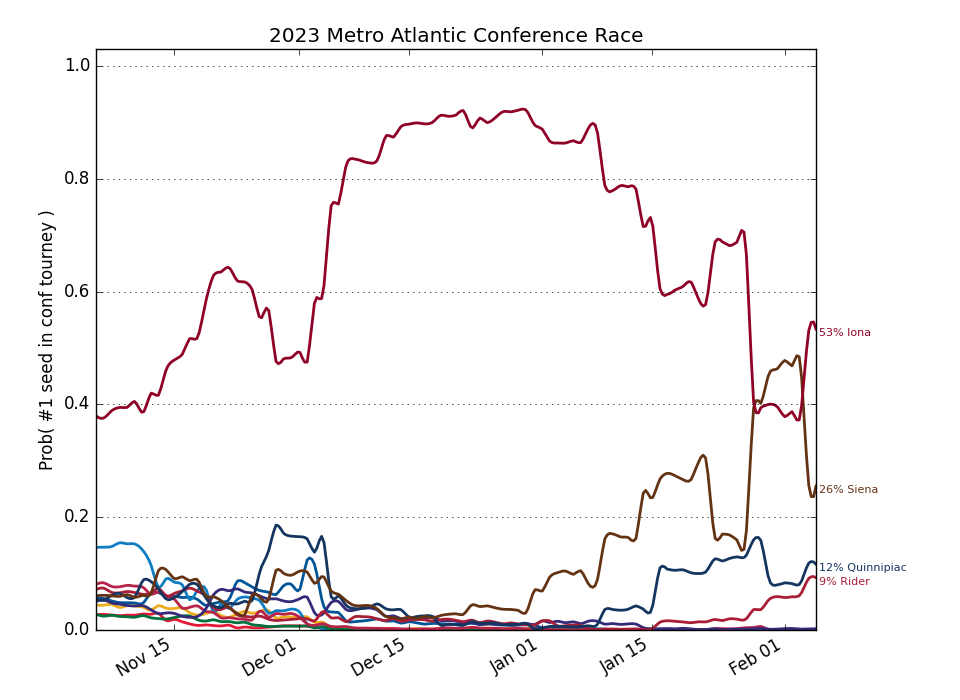 2023 Metro Atlantic Conference Race
Prob( #1 seed in conf tourney )
1.0
0.8
0.6
0.4
0.2
0.0
53% Iona
26% Siena
12% Quinnipiac
9% Rider
Nov 15
Dec 01
Dec 15
Jan 01
Jan 15
Feb 01